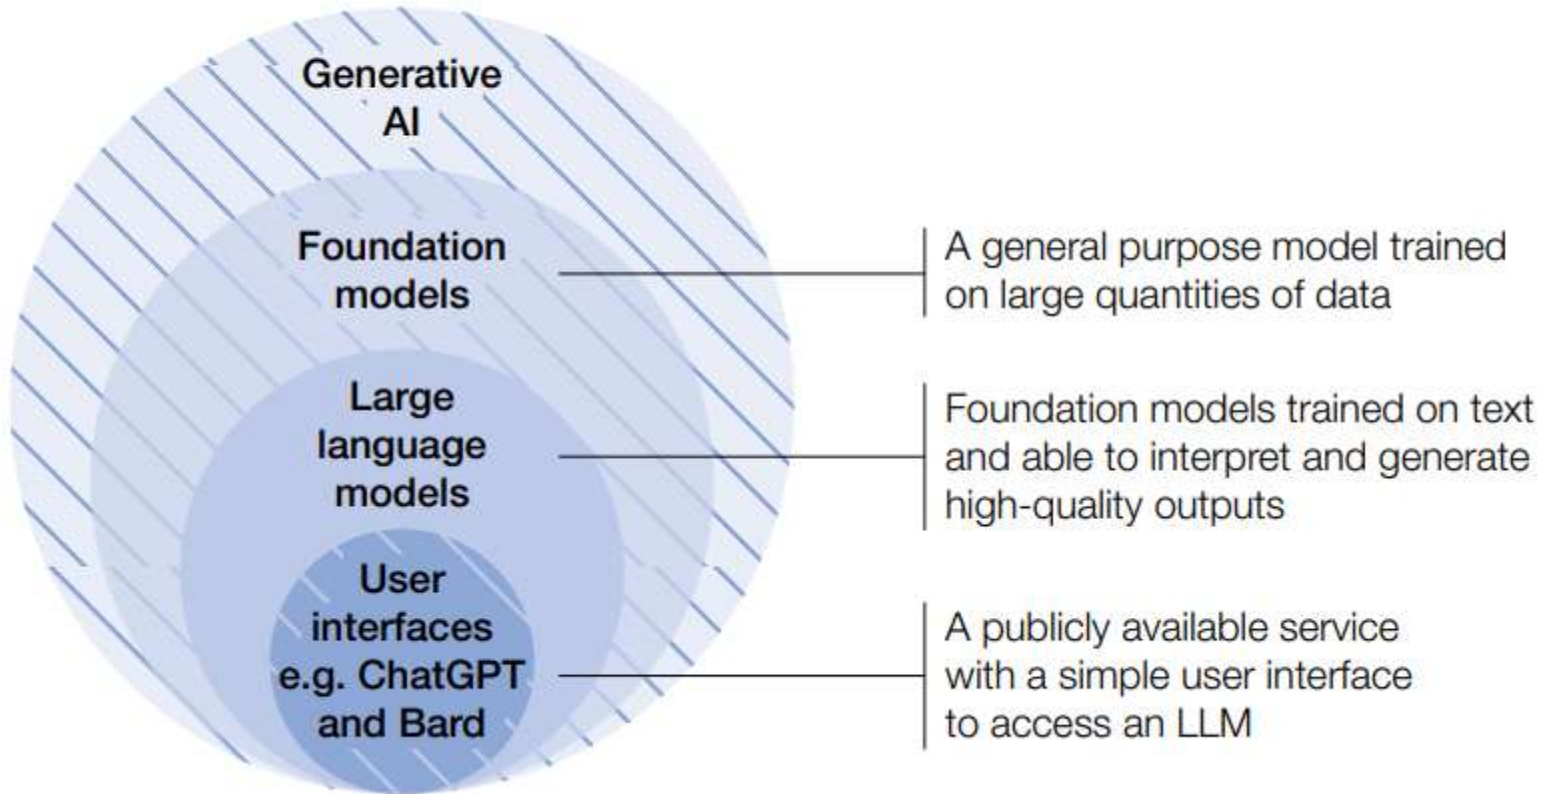 Generative
AI
Foundation
models
A general purpose model trained
on large quantities of data
Large
language
models
Foundation models trained on text
and able to interpret and generate
high-quality outputs
User
interfaces
e.g. ChatGPT
and Bard
A publicly available service
with a simple user interface
to access an LLM